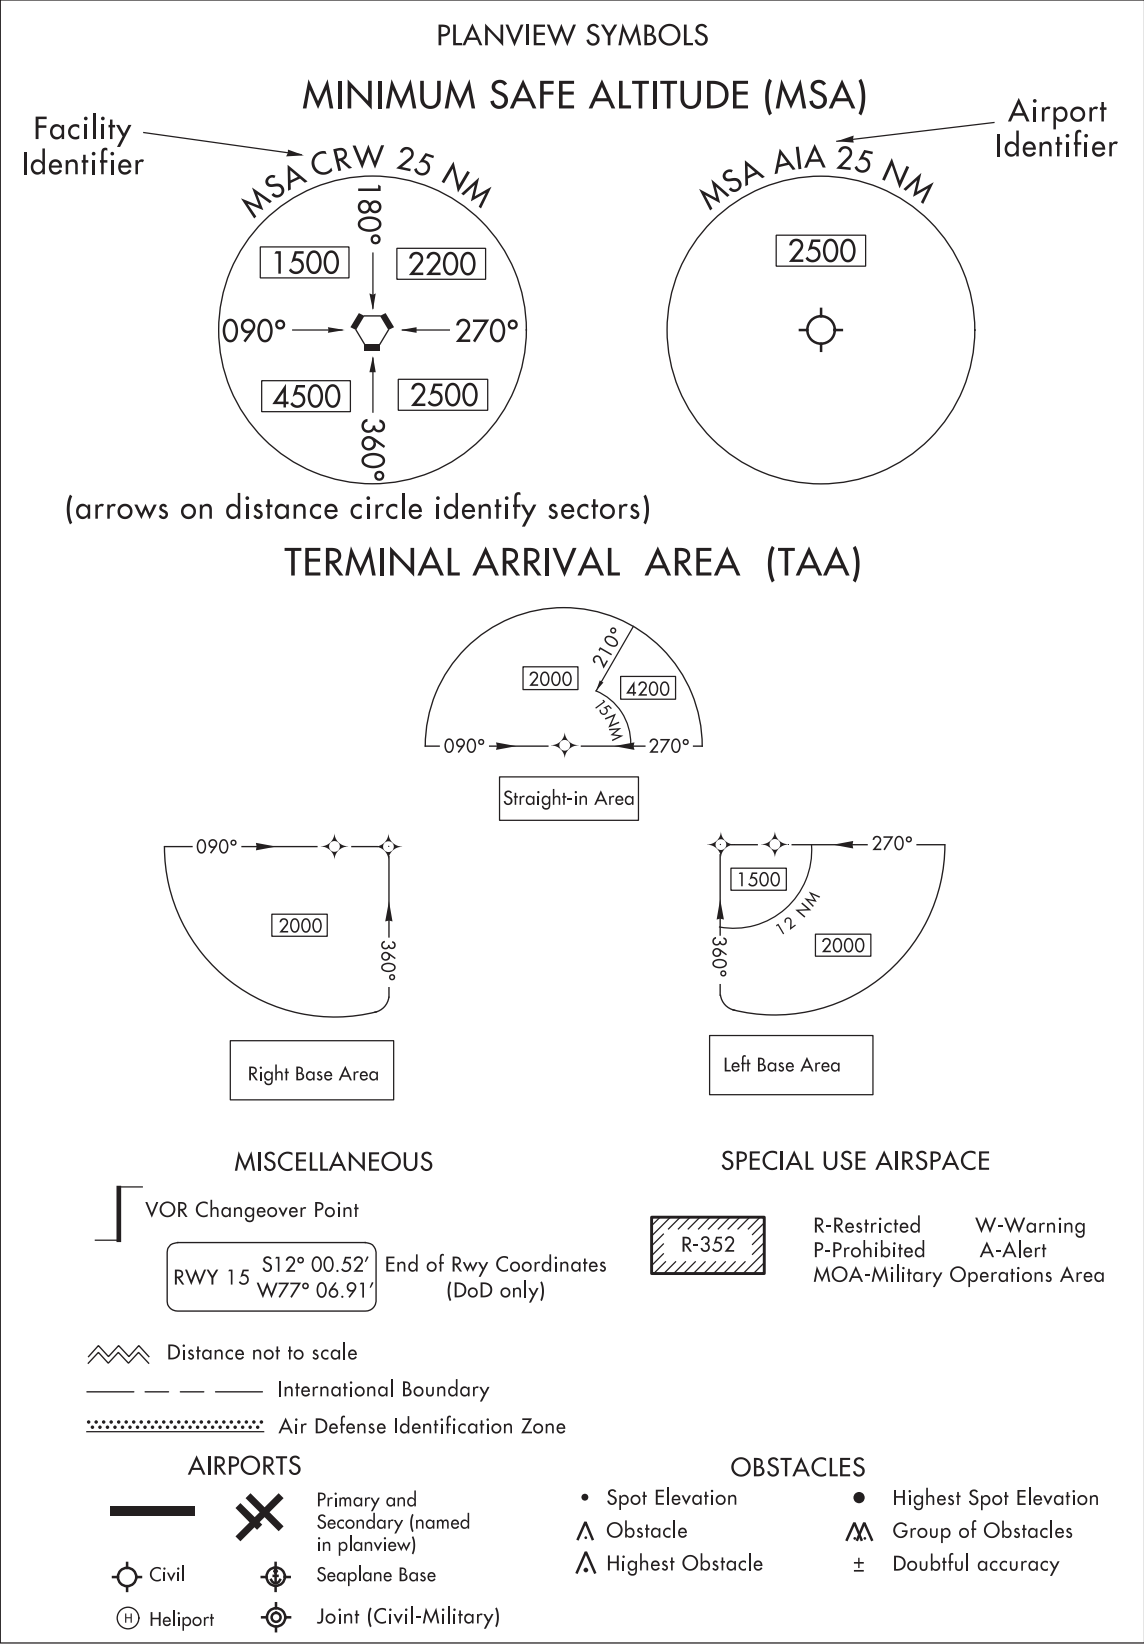 PLANVIEW SYMBOLS
MINIMUM SAFE ALTITUDE (MSA)
Facility
Identifier
MSA CRW 25 NM
180°
1500
2200
090°
270°
4500
2500
360°
Airport
Identifier
MSA AIA 25 NM
2500
(arrows on distance circle identify sectors)
TERMINAL ARRIVAL AREA (TAA)
210°
2000
4200
15NM
090°
270°
Straight-in Area
090°
2000
360°
Right Base Area
270°
1500
12 NM
2000
360°
Left Base Area
MISCELLANEOUS
VOR Changeover Point
RWY 15
S12° 00.52′
W77° 06.91′
End of Rwy Coordinates
(DoD only)
Distance not to scale
International Boundary
Air Defense Identification Zone
SPECIAL USE AIRSPACE
R-352
R-Restricted W-Warning
P-Prohibited A-Alert
MOA-Military Operations Area
AIRPORTS
Primary and
Secondary (named
in planview)
Civil
Seaplane Base
H
Heliport
Joint (Civil-Military)
OBSTACLES
Spot Elevation
Highest Spot Elevation
Obstacle
Group of Obstacles
Highest Obstacle
± Doubtful accuracy